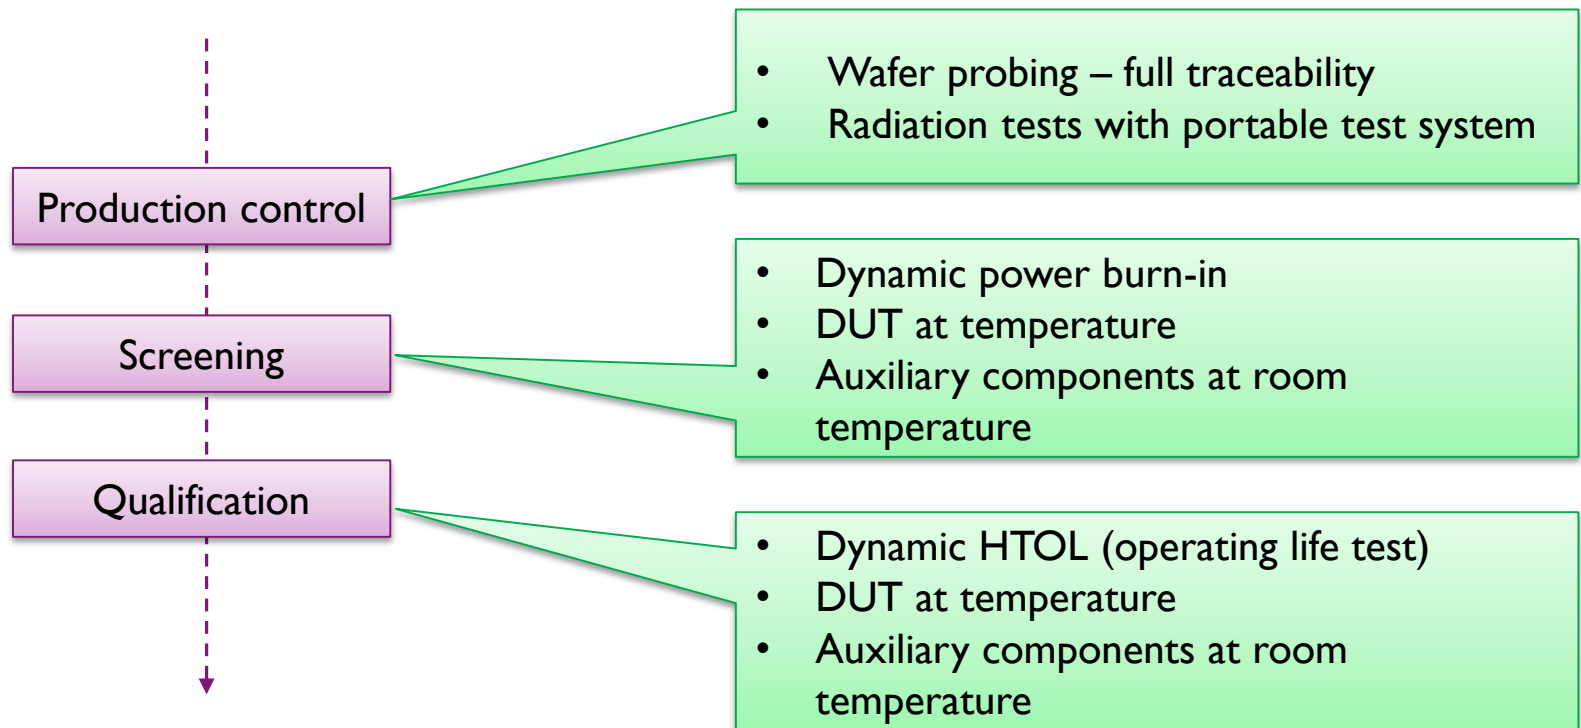 Production control
• Wafer probing – full traceability
• Radiation tests with portable test system
Screening
• Dynamic power burn-in
• DUT at temperature
• Auxiliary components at room
temperature
Qualification
• Dynamic HTOL (operating life test)
• DUT at temperature
• Auxiliary components at room
temperature